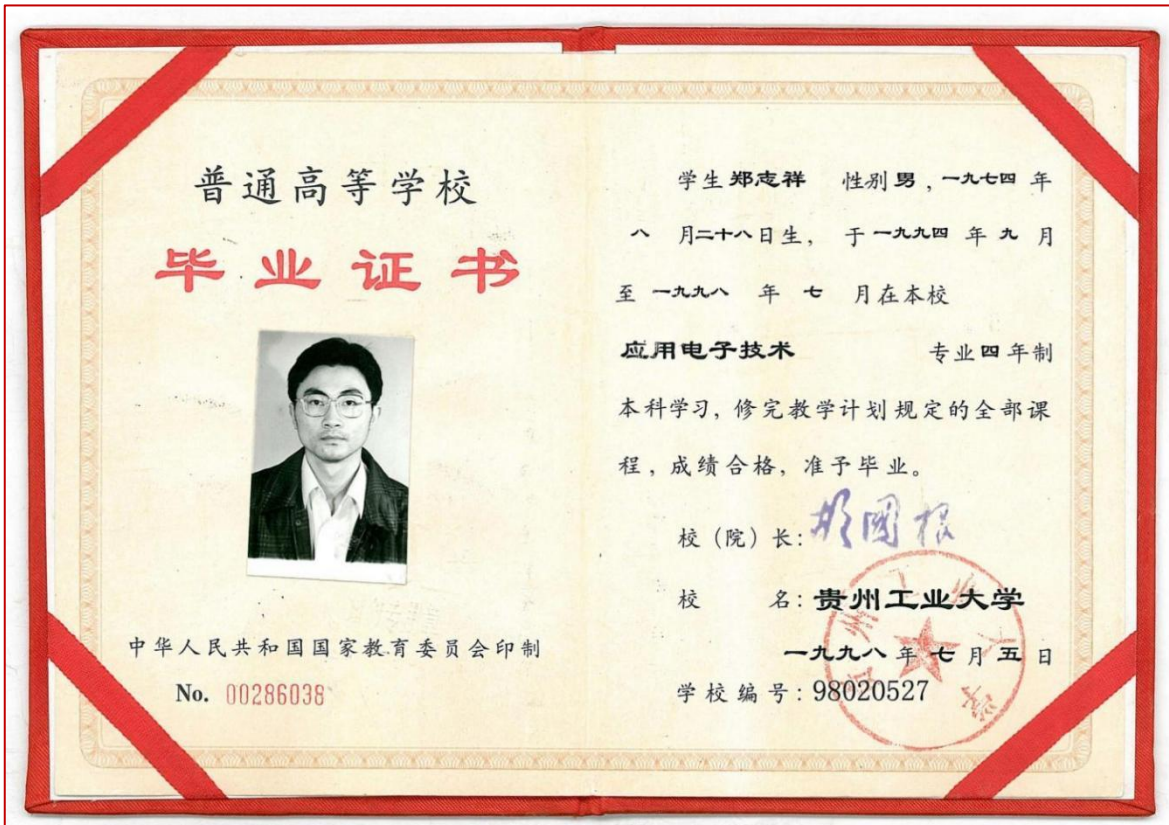 普通高等学校
毕业证书
中华人民共和国国家教育委员会印制
No. 00286038
学生郑志祥 性别男，一九七四年
八月二十八日生，于一九九四年九月
至一九九八年七月在本校
应用电子技术 专业四年制
本科学习，修完教学计划规定的全部课
程，成绩合格，准予毕业。
校（院）长：
校名：贵州工业大学
一九九八年七月五日
学校编号：98020527